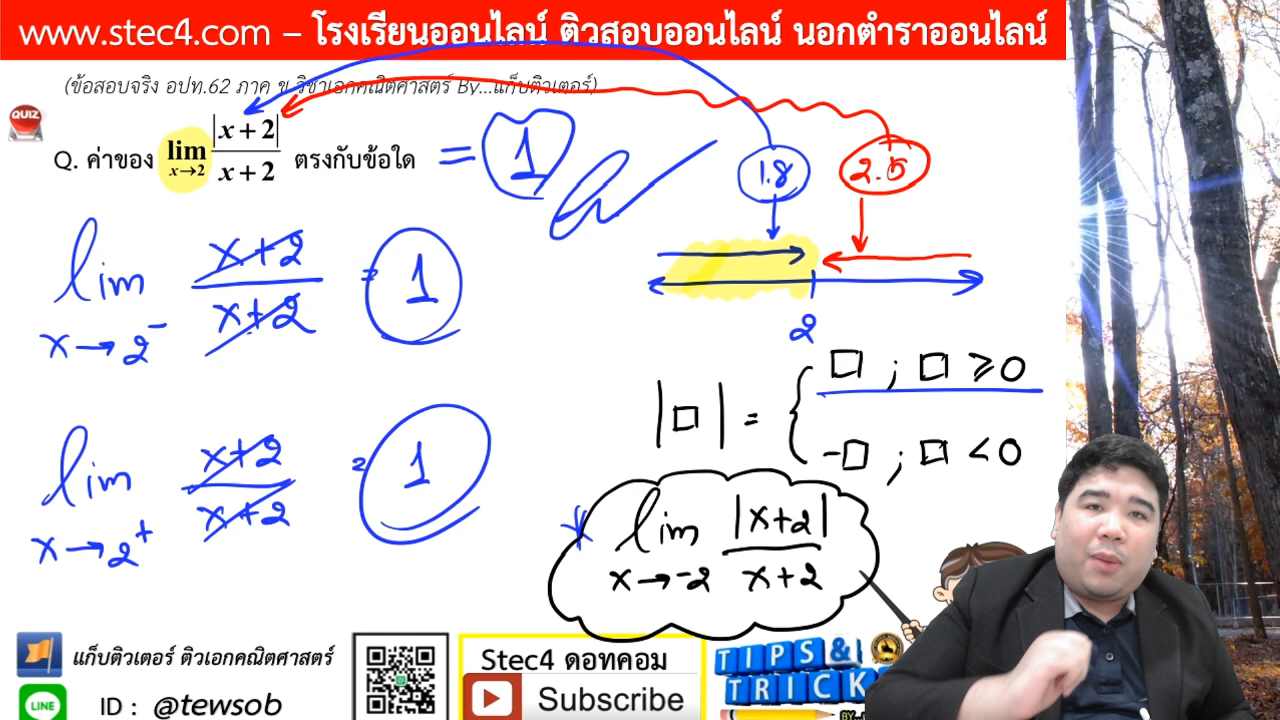 www.stec4.com – โรงเรียนออนไลน์ ติวสอบออนไลน์ นอกตำราออนไลน์
(ข้อสอบจริง อปท.62 ภาค ข วิชาเอกคณิตศาสตร์ By...แก็บติวเตอร์)
QUIZ
Q. ค่าของ lim x→2 |x+2| / x+2 ตรงกับข้อใด = 1
1.8 2.5
lim x→2⁻ x+2 / x+2 = 1
2
|□| = { □ ; □ ≥ 0
-□ ; □ < 0
lim x→2⁺ x+2 / x+2 = 1
* lim x→-2 |x+2| / x+2
แก็บติวเตอร์ ติวเอกคณิตศาสตร์
LINE ID : @tewsob
Stec4 ดอทคอม
Subscribe
TIPS &
TRICK